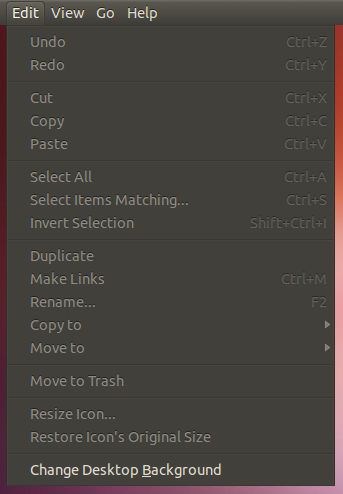 Edit View Go Help
Undo Ctrl+Z
Redo Ctrl+Y
Cut Ctrl+X
Copy Ctrl+C
Paste Ctrl+V
Select All Ctrl+A
Select Items Matching... Ctrl+S
Invert Selection Shift+Ctrl+I
Duplicate
Make Links Ctrl+M
Rename... F2
Copy to
Move to
Move to Trash
Resize Icon...
Restore Icon's Original Size
Change Desktop Background